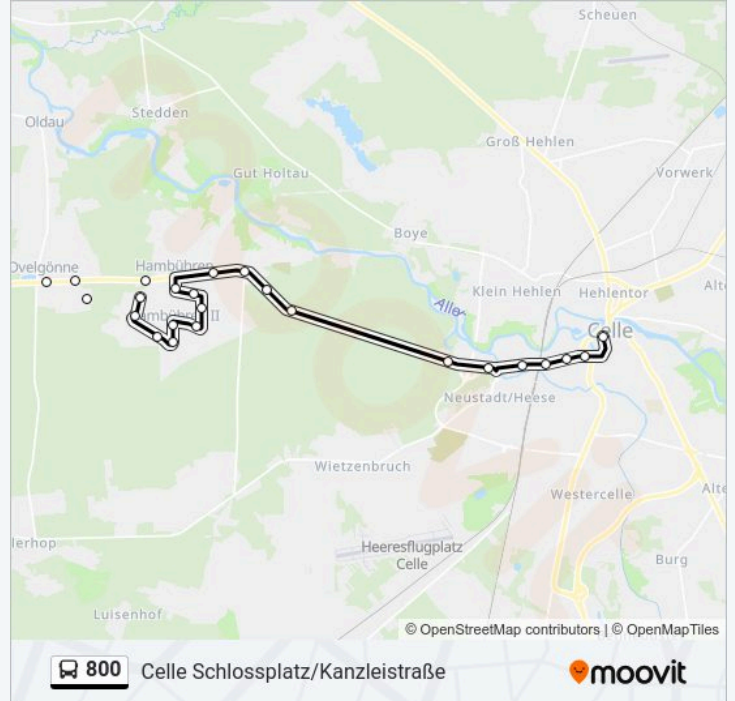 Scheuen
Stedden
Oldau
Groß Hehlen
Gut Holtau
Vorwerk
Boye
Ovelgönne
Hambühren
Klein Hehlen
Hehlentor
Alte
Aller
Hambühren II
Celle
Neustadt/Heese
Wietzenbruch
Westercelle
Alte
llerhop
Heeresflugplatz
Celle
Burg
Luisenhof
© OpenStreetMap contributors | © OpenMapTiles
800 Celle Schlossplatz/Kanzleistraße
moovit